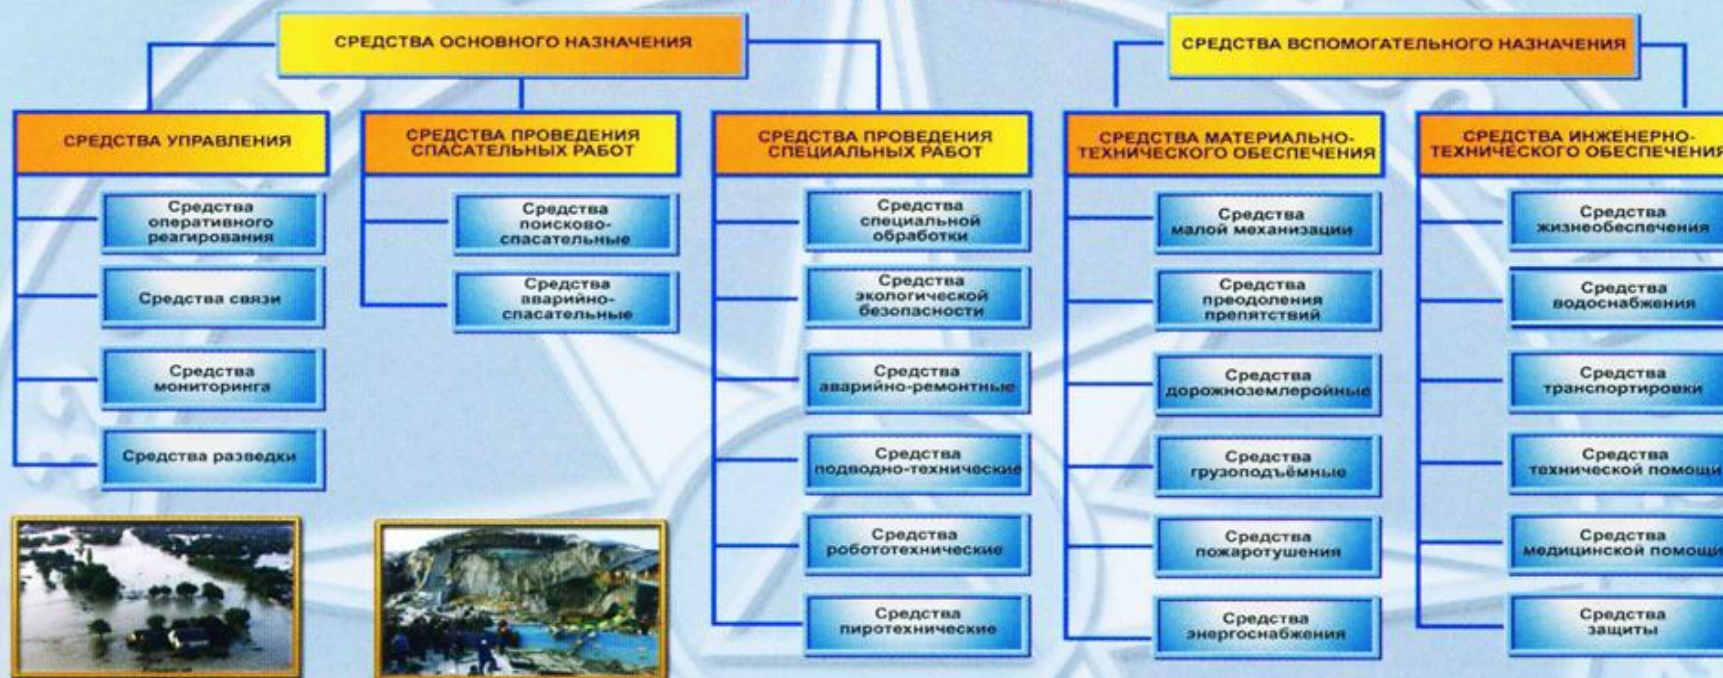 СРЕДСТВА ОСНОВНОГО НАЗНАЧЕНИЯ
СРЕДСТВА ВСПОМОГАТЕЛЬНОГО НАЗНАЧЕНИЯ
СРЕДСТВА УПРАВЛЕНИЯ
Средства
оперативного
реагирования
Средства связи
Средства
мониторинга
Средства разведки
СРЕДСТВА ПРОВЕДЕНИЯ
СПАСАТЕЛЬНЫХ РАБОТ
Средства
поисково-
спасательные
Средства
аварийно-
спасательные
СРЕДСТВА ПРОВЕДЕНИЯ
СПЕЦИАЛЬНЫХ РАБОТ
Средства
специальной
обработки
Средства
экологической
безопасности
Средства
аварийно-ремонтные
Средства
подводно-технические
Средства
робототехнические
Средства
пиротехнические
СРЕДСТВА МАТЕРИАЛЬНО-
ТЕХНИЧЕСКОГО ОБЕСПЕЧЕНИЯ
Средства
малой механизации
Средства
преодоления
препятствий
Средства
дорожноземлеройные
Средства
грузоподъёмные
Средства
пожаротушения
Средства
энергоснабжения
СРЕДСТВА ИНЖЕНЕРНО-
ТЕХНИЧЕСКОГО ОБЕСПЕЧЕНИЯ
Средства
жизнеобеспечения
Средства
водоснабжения
Средства
транспортировки
Средства
технической помощи
Средства
медицинской помощи
Средства
защиты